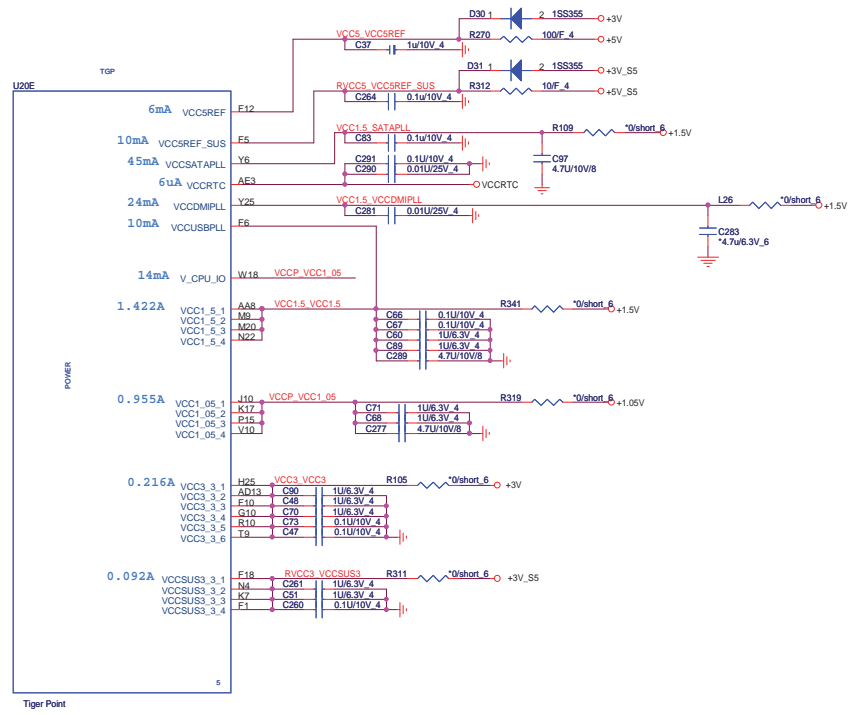 D30 1 2 1SS355 +3V
VCC5_VCC5REF
R270 100/F_4 +5V
C37 1u/10V_4
D31 1 2 1SS355 +3V_S5
RVCC5_VCC5REF_SUS
R312 10/F_4 +5V_S5
C264 0.1u/10V_4
TGP
U20E
6mA VCC5REF F12
VCC1.5_SATAPLL
R109 *0/short_6 +1.5V
10mA VCC5REF_SUS F5
C83 0.1u/10V_4
45mA VCCSATAPLL Y6
C291 0.1U/10V_4
C97
4.7U/10V/8
C290 0.01U/25V_4
6uA VCCRTC AE3 VCCRTC
24mA VCCDMIPLL Y25 VCC1.5_VCCDMIPLL L26 *0/short_6 +1.5V
C281 0.01U/25V_4
10mA VCCUSBPLL F6
C283
*4.7u/6.3V_6
14mA V_CPU_IO W18 VCCP_VCC1_05
1.422A VCC1_5_1 AA8 VCC1.5_VCC1.5 R341 *0/short_6 +1.5V
VCC1_5_2 M9
VCC1_5_3 M20
VCC1_5_4 N22
C66 0.1U/10V_4
C67 0.1U/10V_4
C60 1U/6.3V_4
C89 1U/6.3V_4
C289 4.7U/10V/8
POWER
0.955A VCC1_05_1 J10 VCCP_VCC1_05 R319 *0/short_6 +1.05V
VCC1_05_2 K17 C71 1U/6.3V_4
VCC1_05_3 P15 C68 1U/6.3V_4
VCC1_05_4 V10 C277 4.7U/10V/8
0.216A VCC3_3_1 H25 VCC3_VCC3 R105 *0/short_6 +3V
VCC3_3_2 AD13 C90 1U/6.3V_4
VCC3_3_3 F10 C48 1U/6.3V_4
VCC3_3_4 G10 C70 1U/6.3V_4
VCC3_3_5 R10 C73 0.1U/10V_4
VCC3_3_6 T9 C47 0.1U/10V_4
0.092A VCCSUS3_3_1 F18 RVCC3_VCCSUS3 R311 *0/short_6 +3V_S5
VCCSUS3_3_2 N4 C261 1U/6.3V_4
VCCSUS3_3_3 K7 C51 1U/6.3V_4
VCCSUS3_3_4 F1 C260 0.1U/10V_4
5
Tiger Point